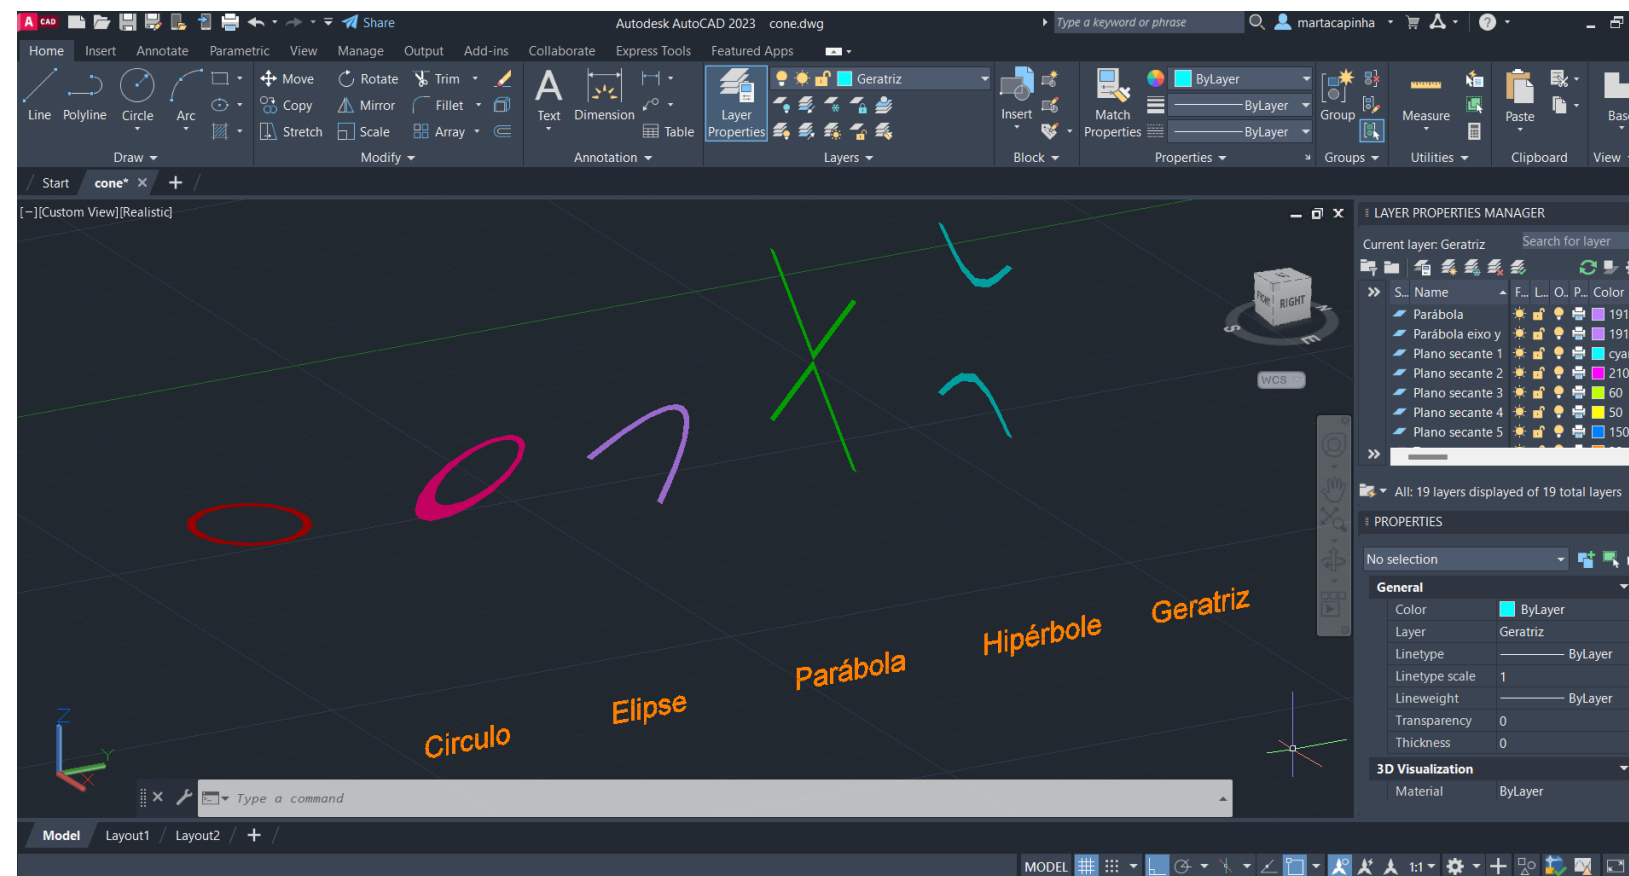 A CAD Share Autodesk AutoCAD 2023 cone.dwg Type a keyword or phrase martacapinha
Home Insert Annotate Parametric View Manage Output Add-ins Collaborate Express Tools Featured Apps
Line Polyline Circle Arc
Move Rotate Trim
Copy Mirror Fillet
Stretch Scale Array
Text Dimension Table
Layer Properties
Geratriz
Insert
Match Properties
ByLayer
ByLayer
ByLayer
Group
Measure
Paste
Bas
Draw Modify Annotation Layers Block Properties Groups Utilities Clipboard View
Start cone* +
[−][Custom View][Realistic]
RIGHT
S
E
N
WCS
Circulo
Elipse
Parábola
Hipérbole
Geratriz
Z
Y
X
Type a command
LAYER PROPERTIES MANAGER
Current layer: Geratriz Search for layer
S.. Name F... L... O.. P... Color
Parábola 191
Parábola eixo y 191
Plano secante 1 cyan
Plano secante 2 210
Plano secante 3 60
Plano secante 4 50
Plano secante 5 150
All: 19 layers displayed of 19 total layers
PROPERTIES
No selection
General
Color ByLayer
Layer Geratriz
Linetype ByLayer
Linetype scale 1
Lineweight ByLayer
Transparency 0
Thickness 0
3D Visualization
Material ByLayer
Model Layout1 Layout2 +
MODEL 1:1